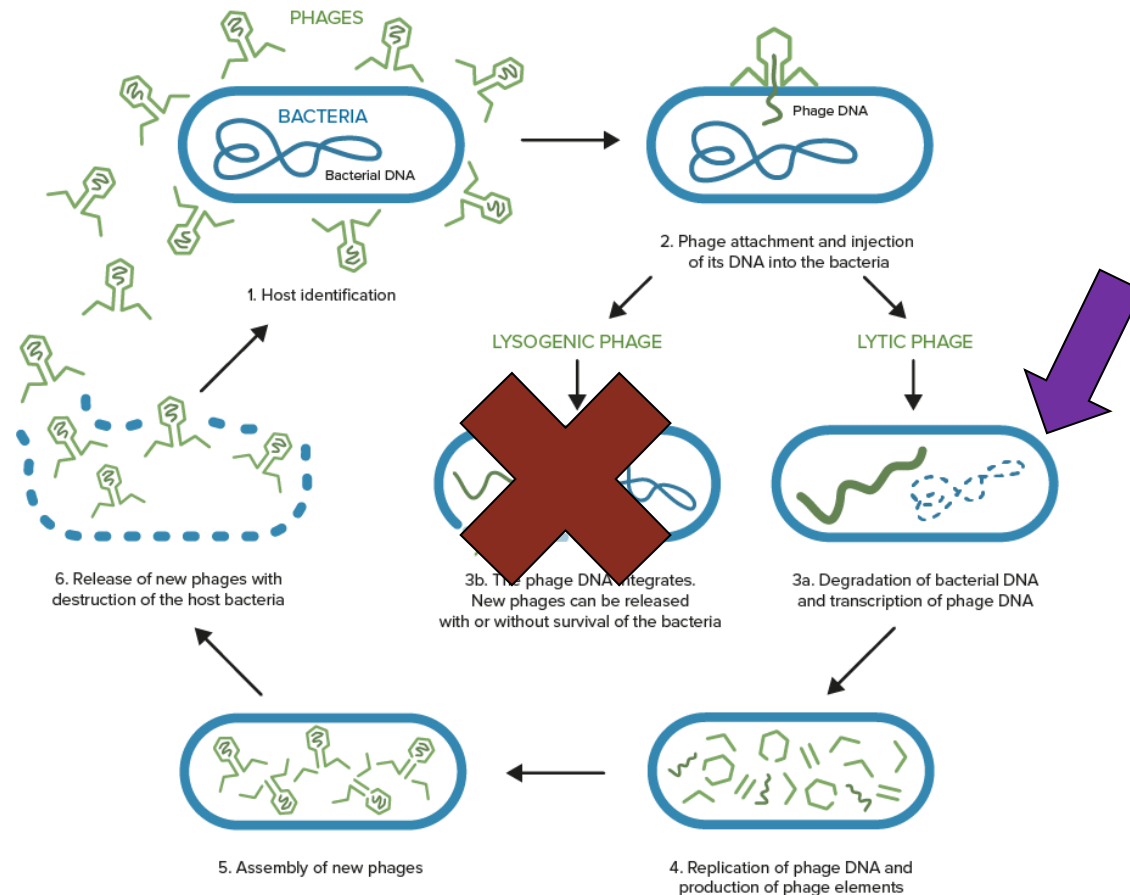 PHAGES
BACTERIA
Bacterial DNA
Phage DNA
1. Host identification
2. Phage attachment and injection
of its DNA into the bacteria
LYSOGENIC PHAGE
LYTIC PHAGE
3b. The phage DNA integrates.
New phages can be released
with or without survival of the bacteria
3a. Degradation of bacterial DNA
and transcription of phage DNA
6. Release of new phages with
destruction of the host bacteria
5. Assembly of new phages
4. Replication of phage DNA and
production of phage elements